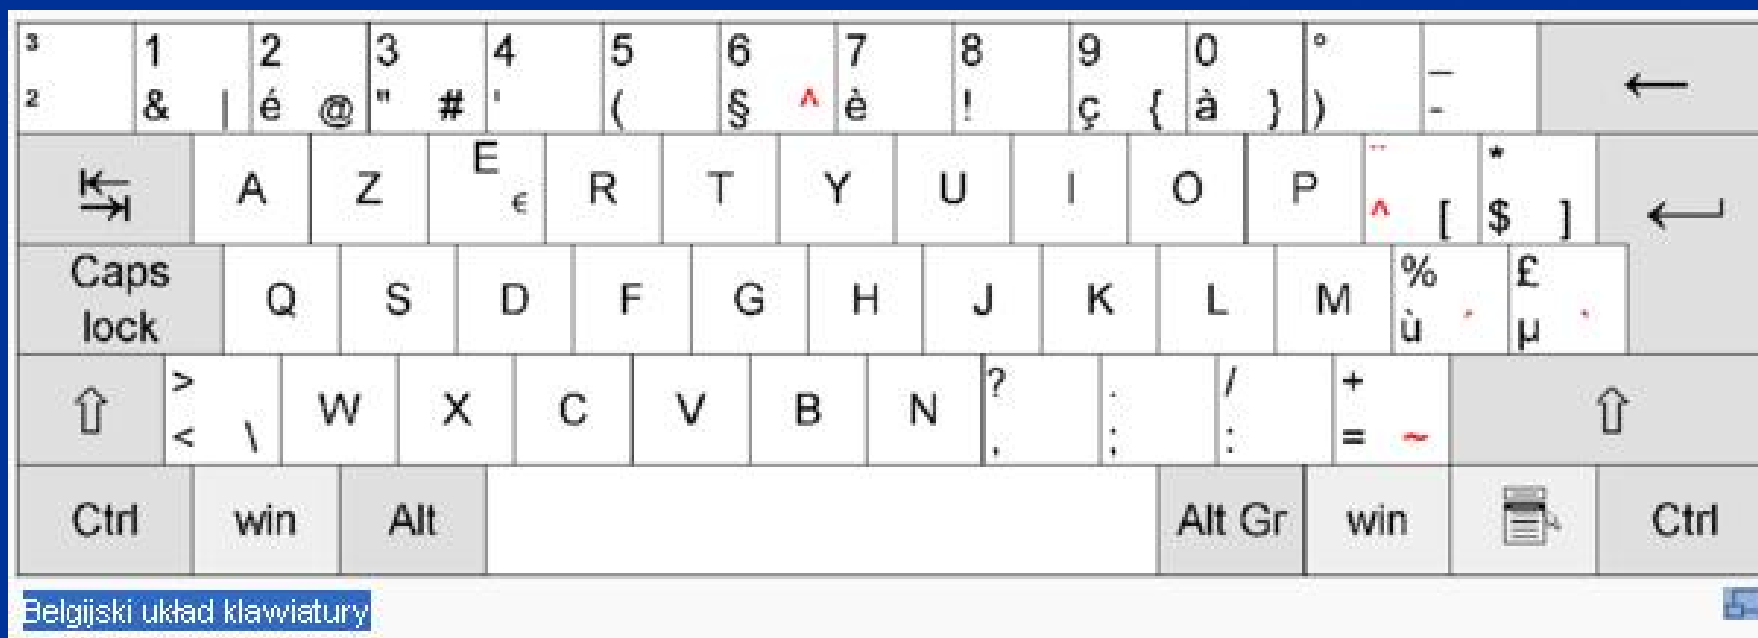 3 1 2 3 4 5 6 7 8 9 0 ° _
2 & | é @ " # ' ( § ^ è ! ç { à } ) -
A Z E € R T Y U I O P ¨ ^ [ * $ ]
Caps lock Q S D F G H J K L M % ù ´ £ µ `
> < \ W X C V B N ? , . ; / : + = ~
Ctrl win Alt Alt Gr win Ctrl
Belgijski układ klawiatury